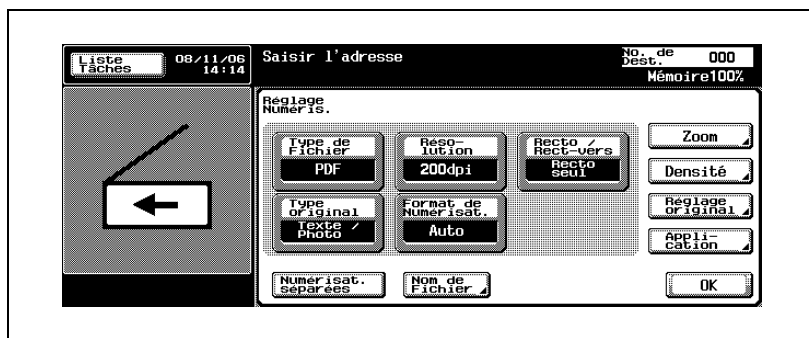 Liste
Tâches
08/11/06
14:14
Saisir l'adresse
No. de
Dest.
000
Mémoire100%
Réglage
Numéris.
Type de
Fichier
PDF
Réso-
lution
200dpi
Recto /
Rect-vers
Recto
seul
Zoom
Densité
Type
original
Texte /
Photo
Format de
Numérisat.
Auto
Réglage
original
Appli-
cation
Numérisat.
séparées
Nom de
Fichier
OK